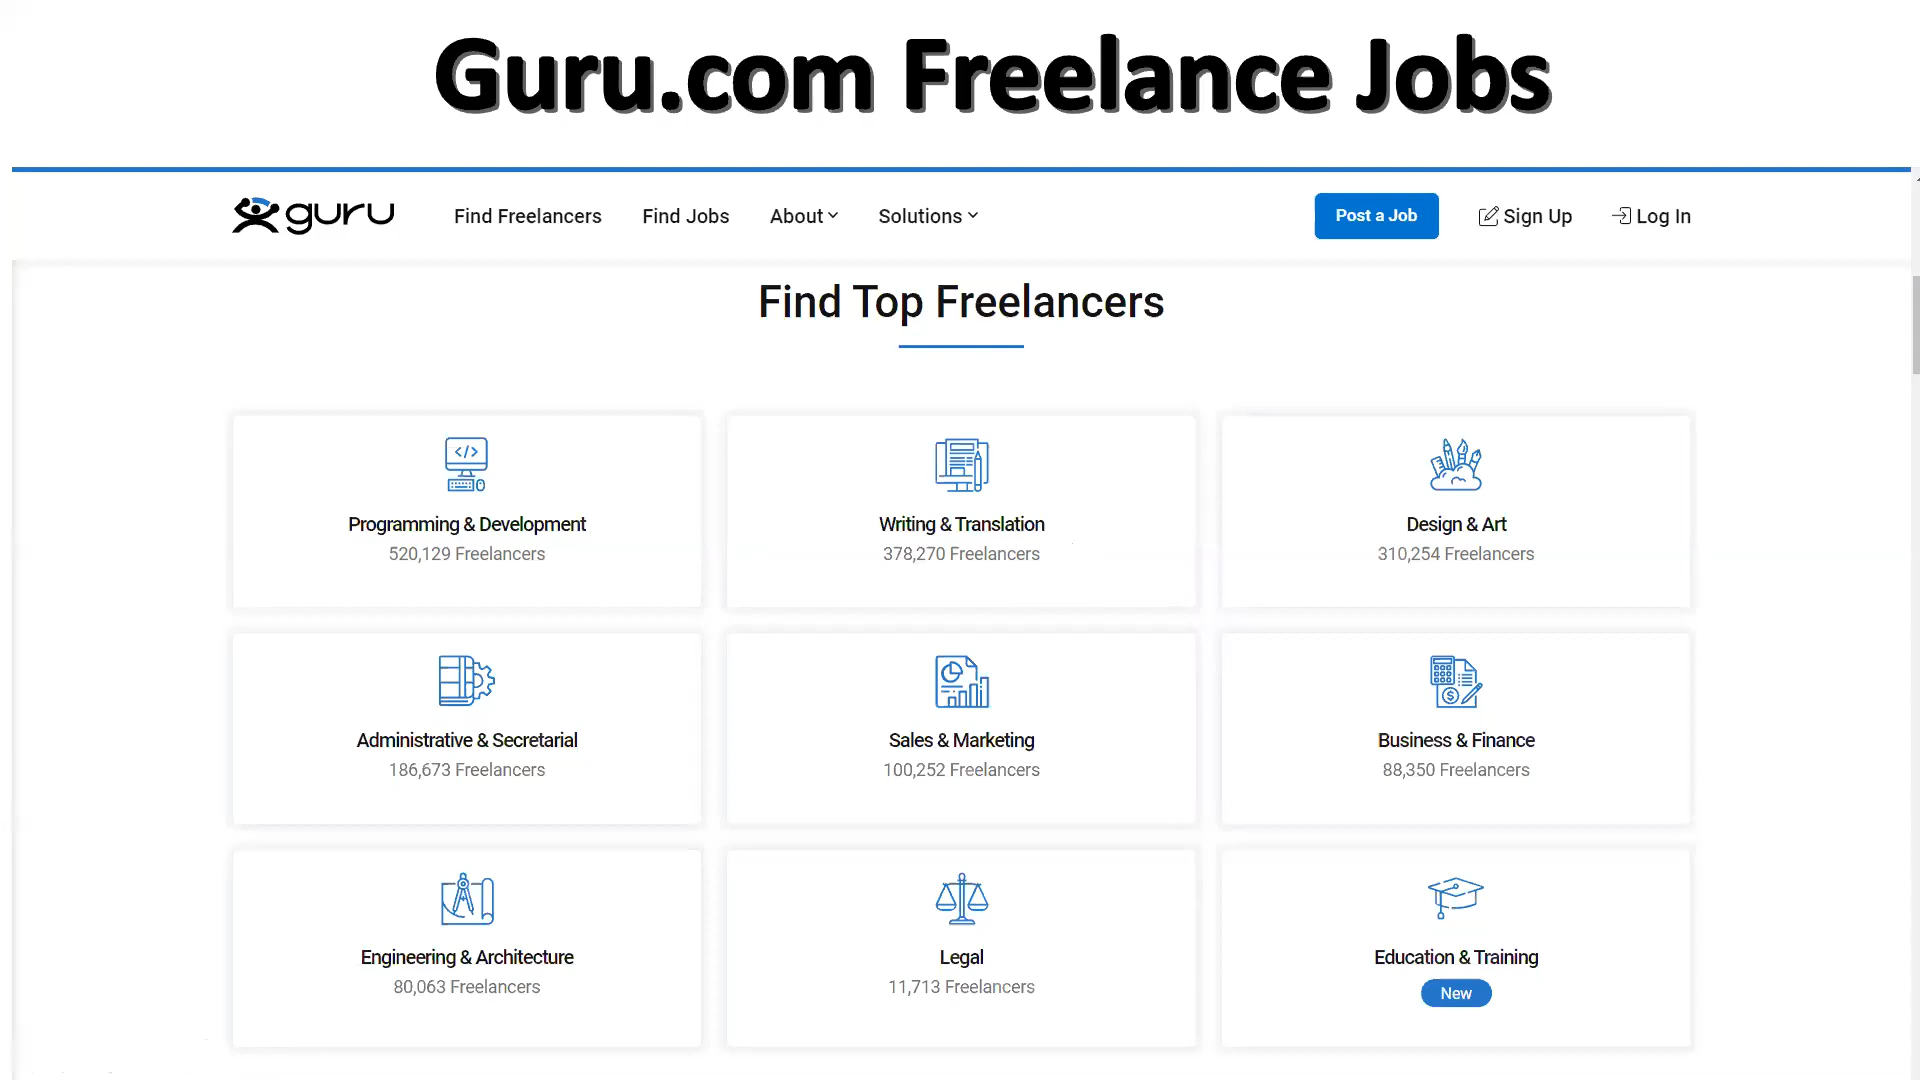 Guru.com Freelance Jobs
guru
Find Freelancers
Find Jobs
About
Solutions
Post a Job
Sign Up
Log In
Find Top Freelancers
</>
Programming & Development
520,129 Freelancers
Writing & Translation
378,270 Freelancers
Design & Art
310,254 Freelancers
Administrative & Secretarial
186,673 Freelancers
Sales & Marketing
100,252 Freelancers
$
Business & Finance
88,350 Freelancers
Engineering & Architecture
80,063 Freelancers
Legal
11,713 Freelancers
Education & Training
New